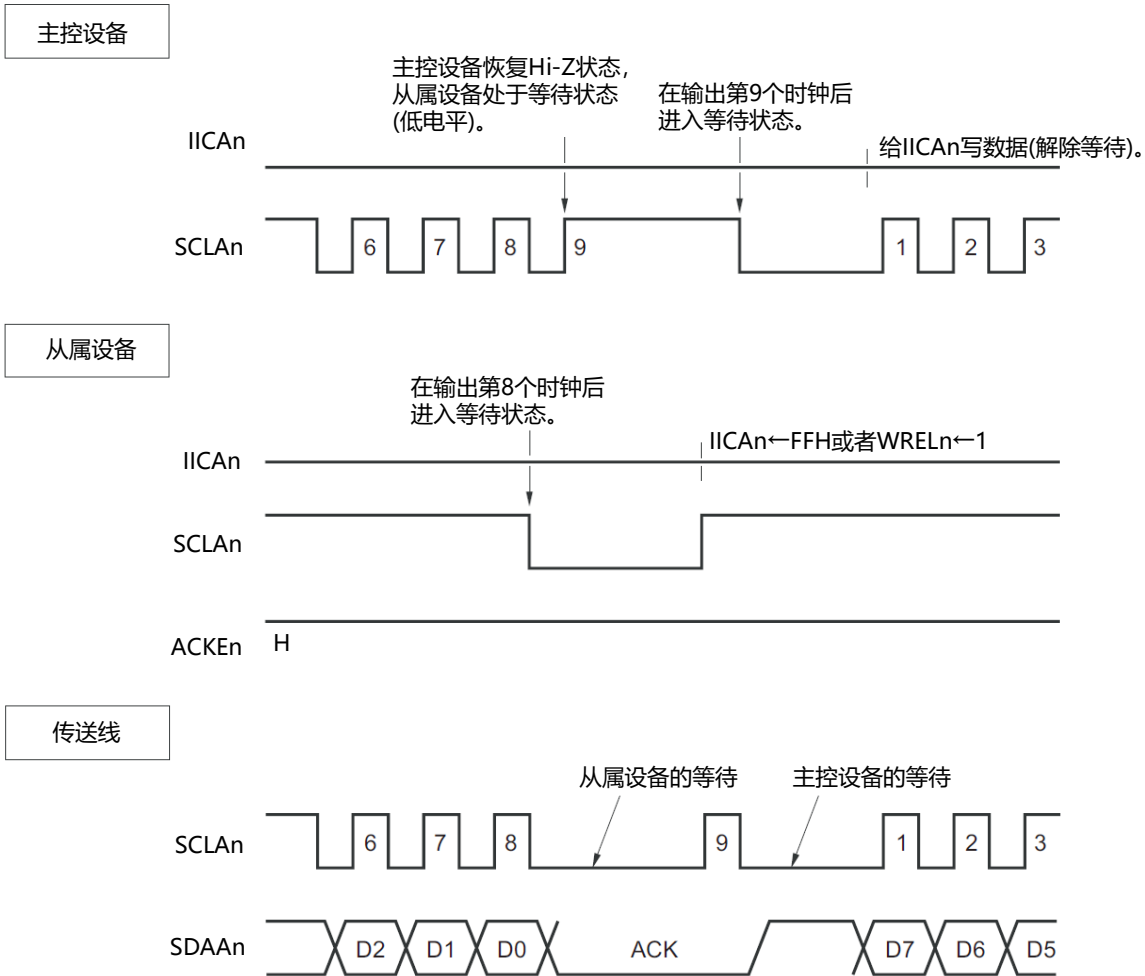 主控设备
主控设备恢复Hi-Z状态，
从属设备处于等待状态
(低电平)。
在输出第9个时钟后
进入等待状态。
给IICAn写数据(解除等待)。
IICAn
SCLAn
6 7 8 9 1 2 3
从属设备
在输出第8个时钟后
进入等待状态。
IICAn←FFH或者WRELn←1
IICAn
SCLAn
ACKEn H
传送线
从属设备的等待 主控设备的等待
SCLAn 6 7 8 9 1 2 3
SDAAn D2 D1 D0 ACK D7 D6 D5